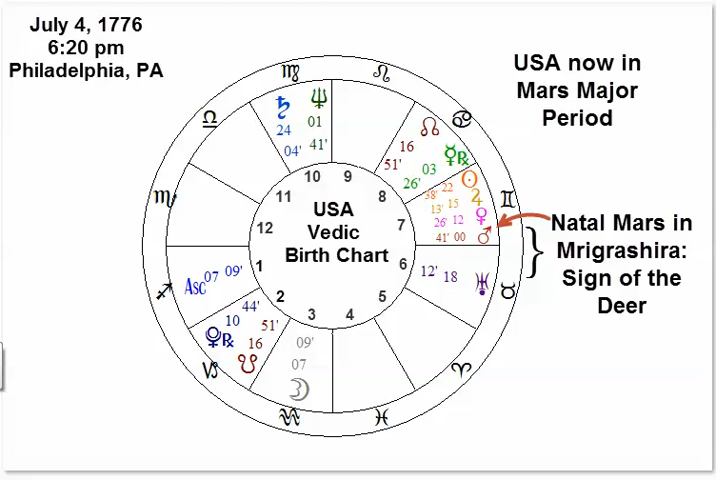 July 4, 1776
6:20 pm
Philadelphia, PA
USA now in
Mars Major
Period
♍ ♌
♎ ♋
♏ ♊
♐ ♉
♑ ♈
♒ ♓
♄ 24 04'
♆ 01 41'
☊ 16 51'
☿ ℞ 03 26'
☉ 22 38'
♃ 15 13'
♀ 12 26'
♂ 00 41'
♅ 18 12'
Asc 07 09'
♇ ℞ 10 44'
☋ 16 51'
☽ 07 09'
10 9
11 8
12 7
1 6
2 5
3 4
USA
Vedic
Birth Chart
Natal Mars in
Mrigrashira:
Sign of the
Deer